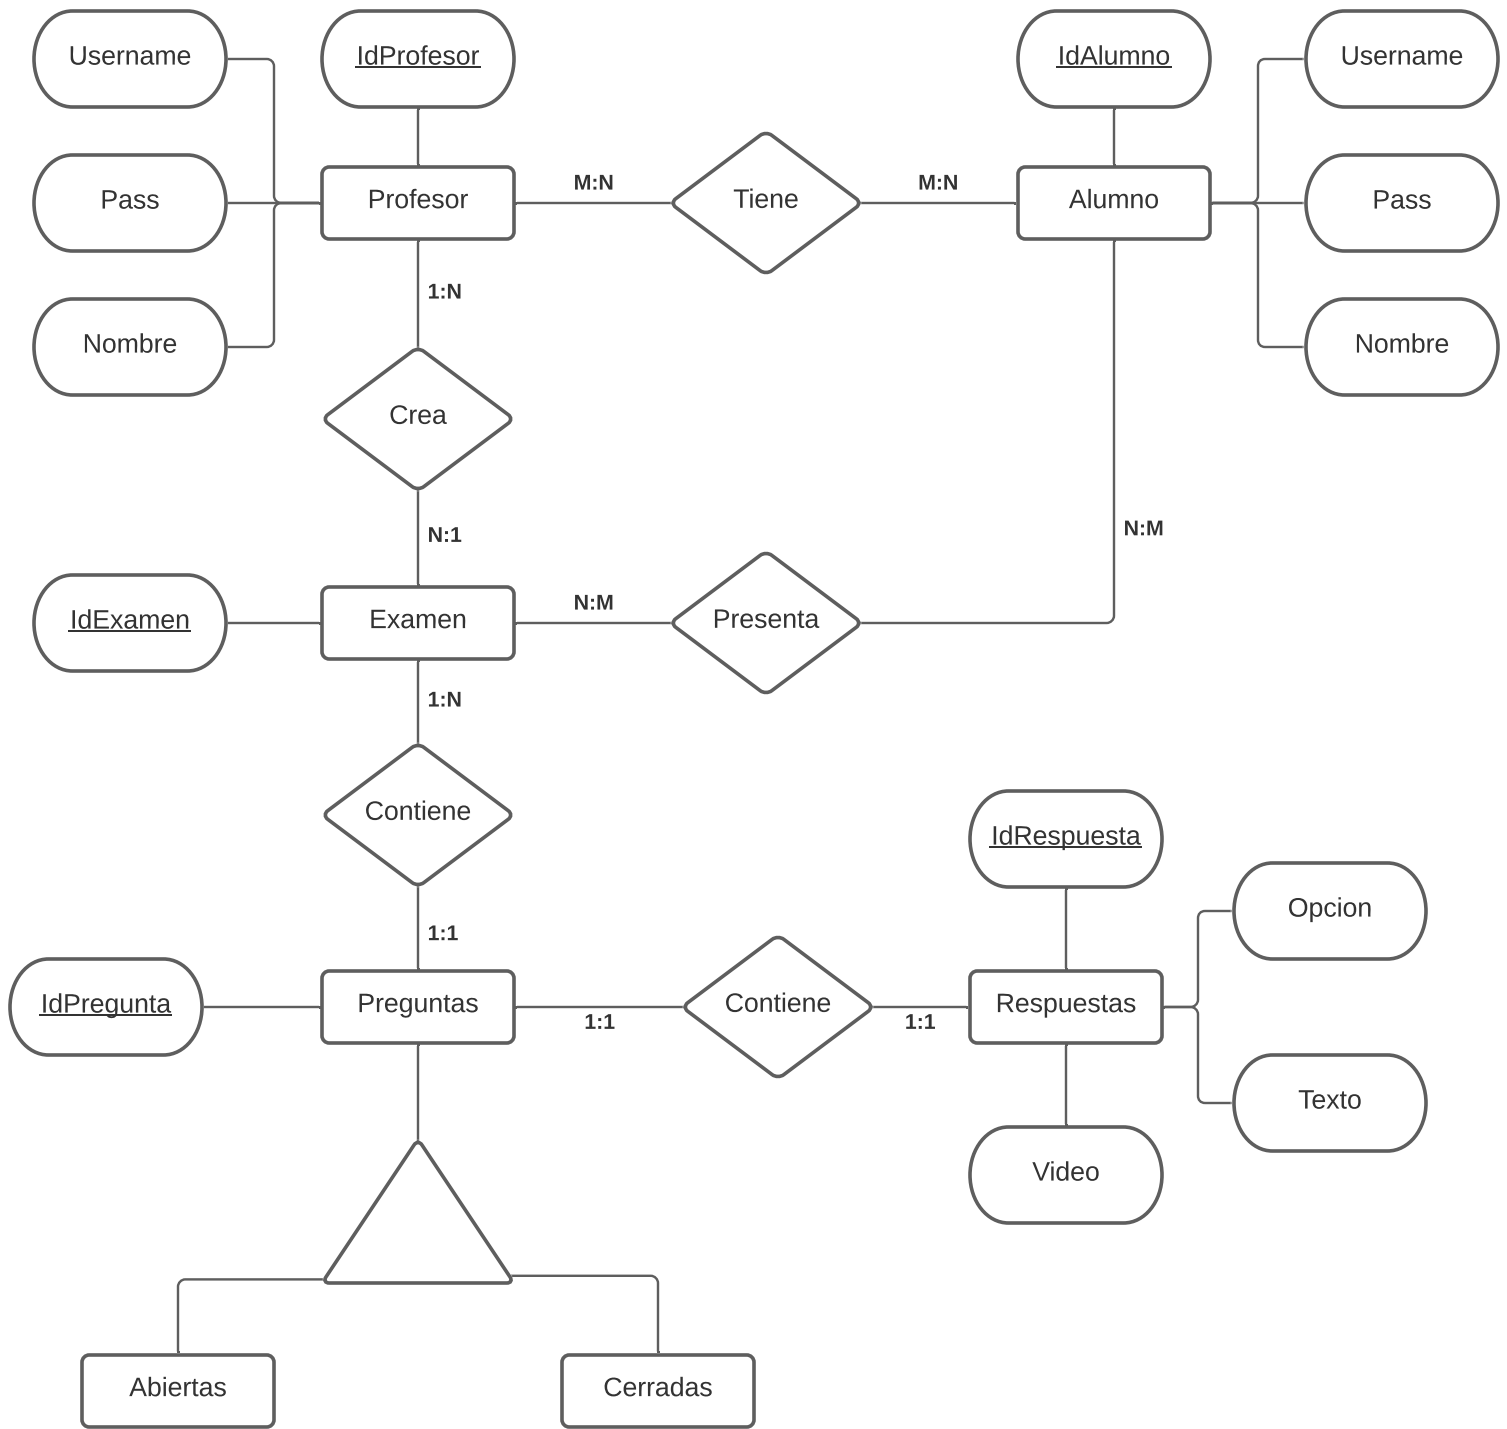 Username
IdProfesor
IdAlumno
Username
Pass
Profesor
M:N
Tiene
M:N
Alumno
Pass
1:N
Nombre
Nombre
Crea
N:1
N:M
IdExamen
Examen
N:M
Presenta
1:N
Contiene
IdRespuesta
Opcion
1:1
IdPregunta
Preguntas
1:1
Contiene
1:1
Respuestas
Texto
Video
Abiertas
Cerradas